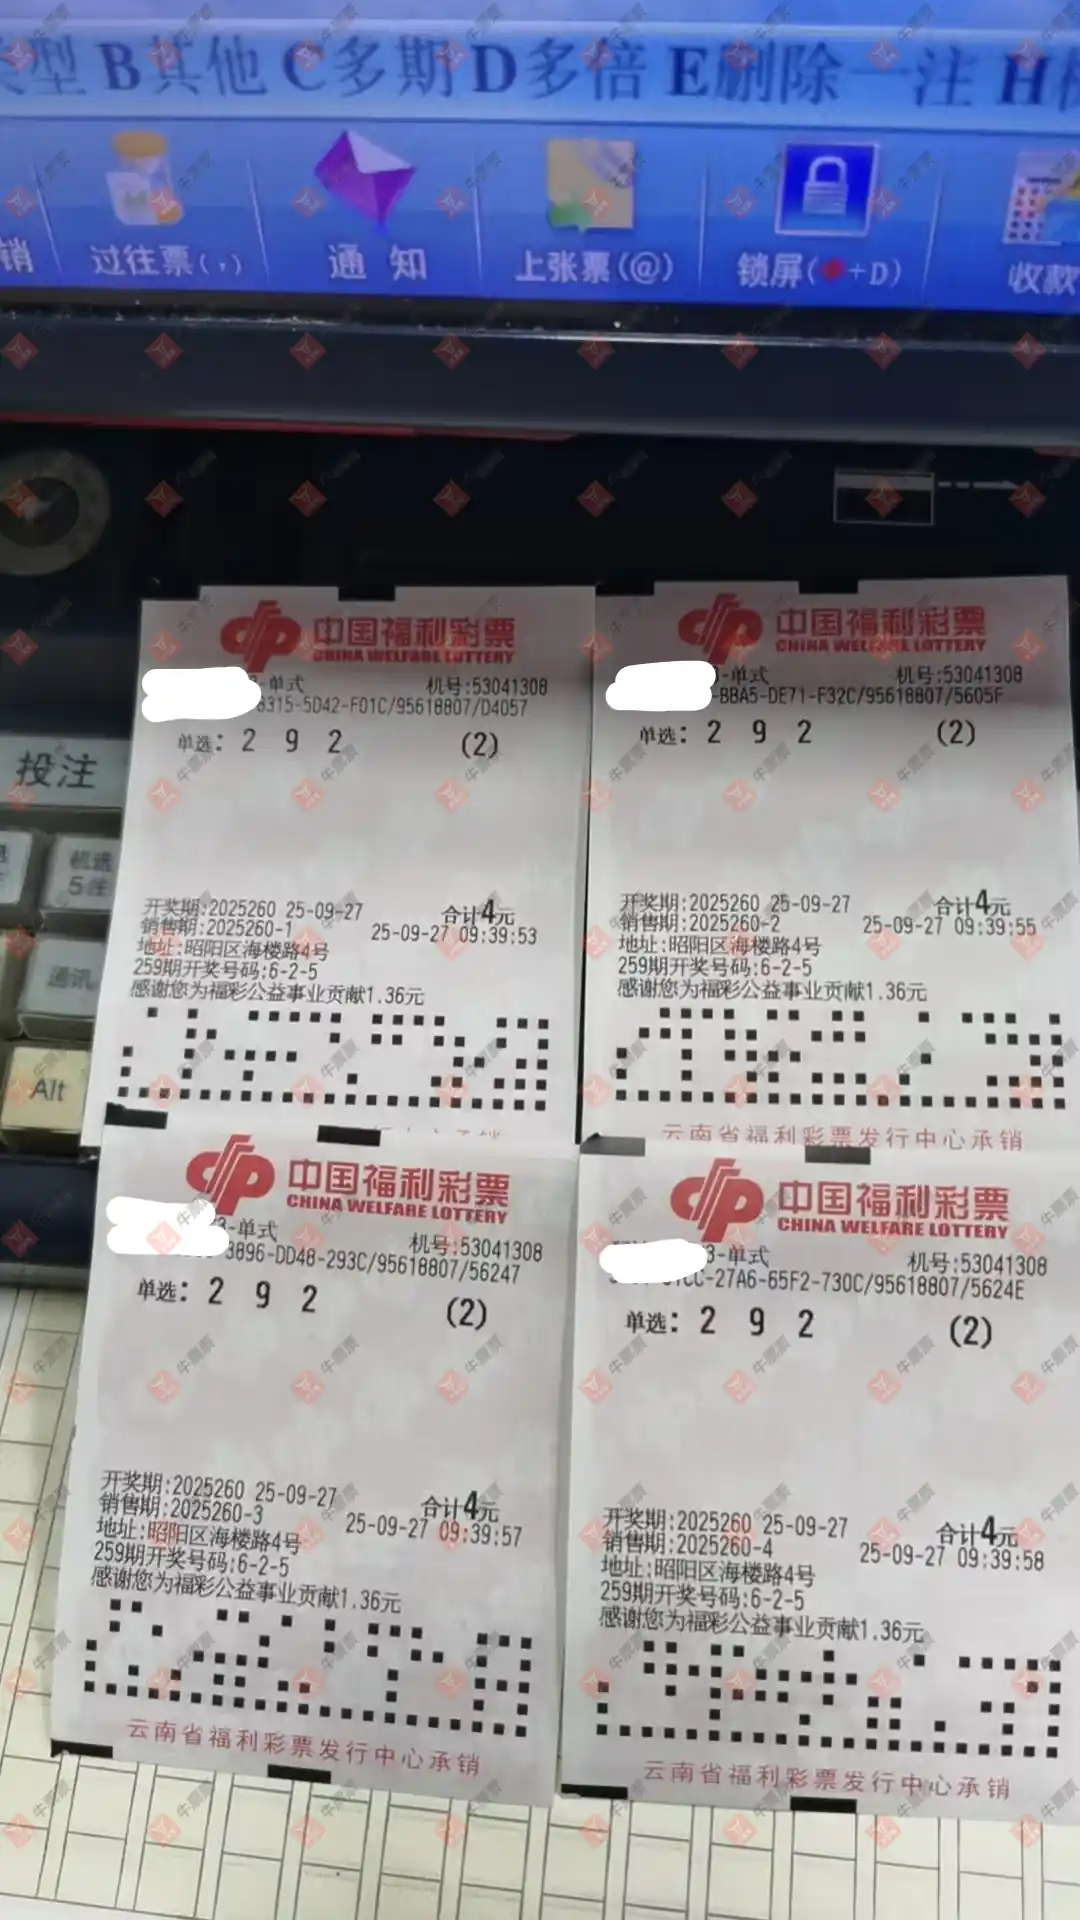 型 B其他 C多期 D多倍 E删除一注 H
销 过往票(,) 通知 上张票(@) 锁屏( +D) 收款
投注
机选
5注
通讯
Alt
中国福利彩票
CHINA WELFARE LOTTERY
-单式 机号:53041308
6315-5D42-F01C/95618807/D4057
单选: 2 9 2 (2)
开奖期:2025260 25-09-27 合计4元
销售期:2025260-1 25-09-27 09:39:53
地址:昭阳区海楼路4号
259期开奖号码:6-2-5
感谢您为福彩公益事业贡献1.36元
中国福利彩票
CHINA WELFARE LOTTERY
-单式 机号:53041308
-BBA5-DE71-F32C/95618807/5605F
单选: 2 9 2 (2)
开奖期:2025260 25-09-27 合计4元
销售期:2025260-2 25-09-27 09:39:55
地址:昭阳区海楼路4号
259期开奖号码:6-2-5
感谢您为福彩公益事业贡献1.36元
云南省福利彩票发行中心承销
中国福利彩票
CHINA WELFARE LOTTERY
3-单式 机号:53041308
3896-DD48-293C/95618807/56247
单选: 2 9 2 (2)
开奖期:2025260 25-09-27 合计4元
销售期:2025260-3 25-09-27 09:39:57
地址:昭阳区海楼路4号
259期开奖号码:6-2-5
感谢您为福彩公益事业贡献1.36元
云南省福利彩票发行中心承销
中国福利彩票
CHINA WELFARE LOTTERY
3-单式 机号:53041308
CC-27A6-65F2-730C/95618807/5624E
单选: 2 9 2 (2)
开奖期:2025260 25-09-27 合计4元
销售期:2025260-4 25-09-27 09:39:58
地址:昭阳区海楼路4号
259期开奖号码:6-2-5
感谢您为福彩公益事业贡献1.36元
云南省福利彩票发行中心承销
牛票票